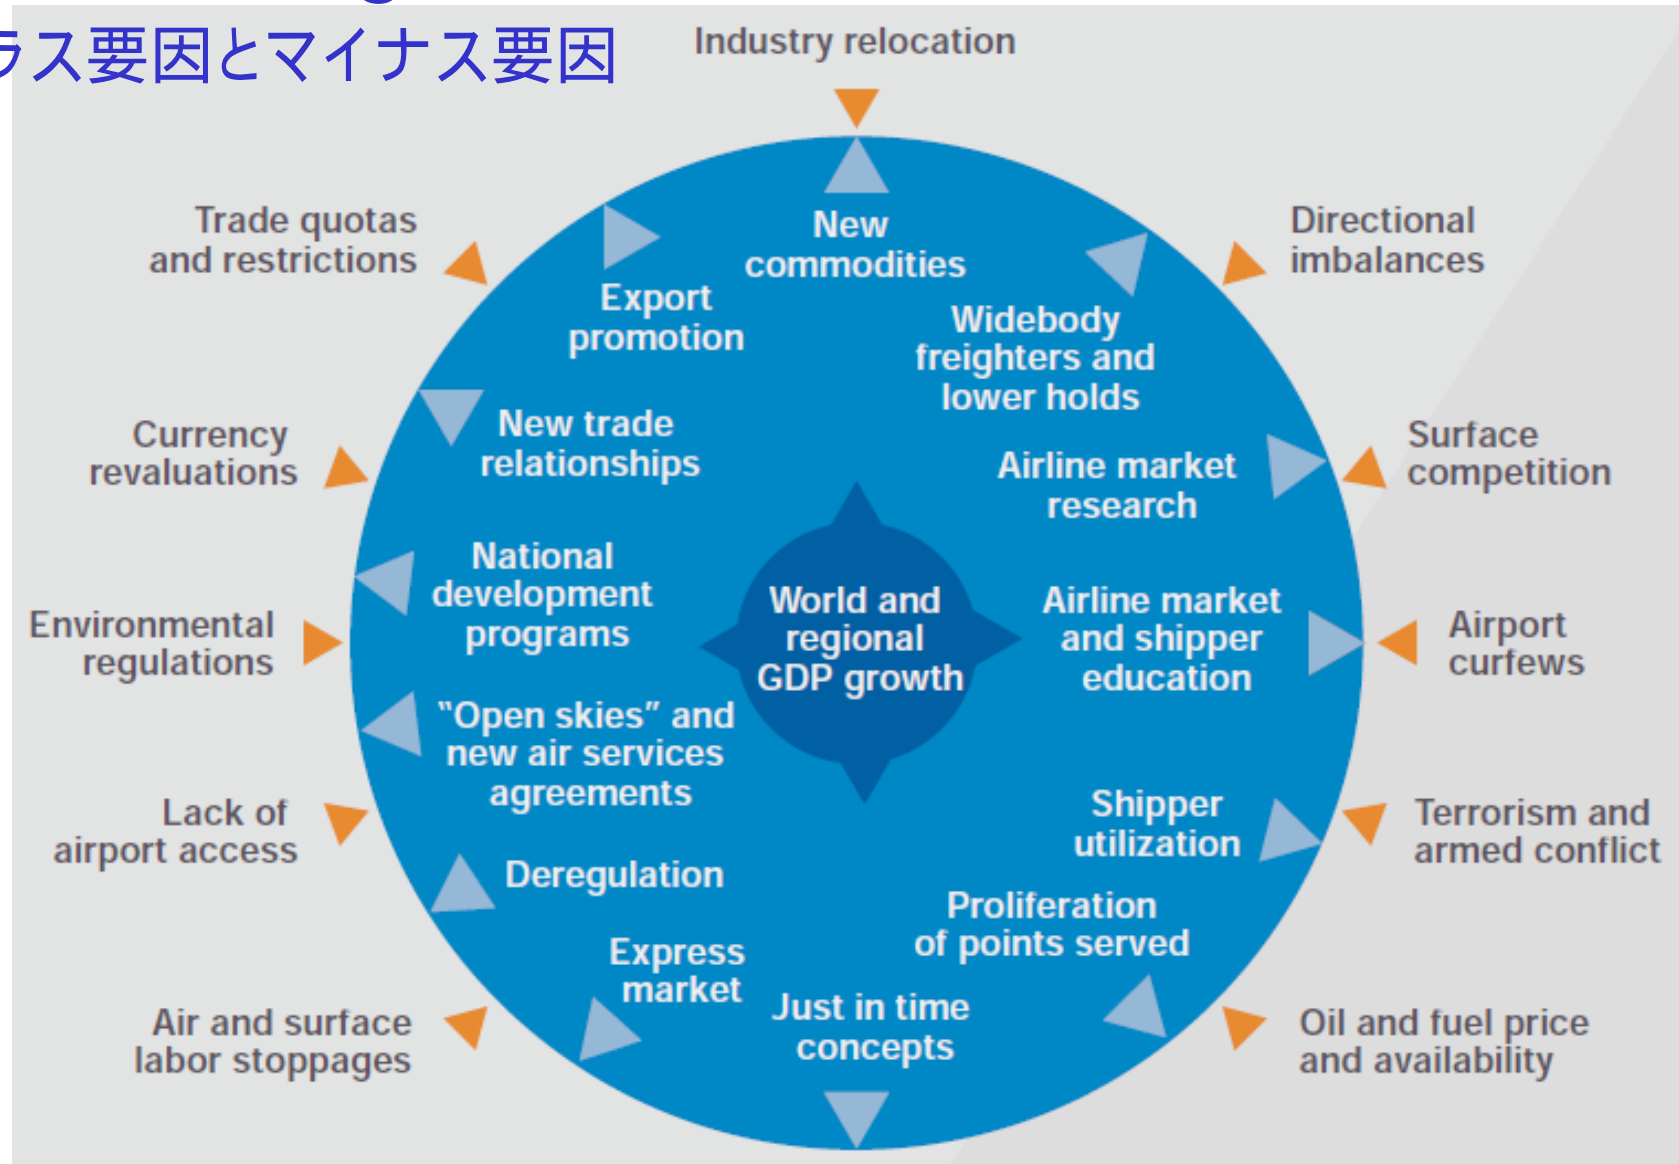 ラス要因とマイナス要因
Industry relocation
Trade quotas
and restrictions
Directional
imbalances
New
commodities
Export
promotion
Widebody
freighters and
lower holds
Currency
revaluations
New trade
relationships
Airline market
research
Surface
competition
National
development
programs
World and
regional
GDP growth
Airline market
and shipper
education
Environmental
regulations
Airport
curfews
“Open skies” and
new air services
agreements
Lack of
airport access
Shipper
utilization
Terrorism and
armed conflict
Deregulation
Proliferation
of points served
Express
market
Just in time
concepts
Air and surface
labor stoppages
Oil and fuel price
and availability